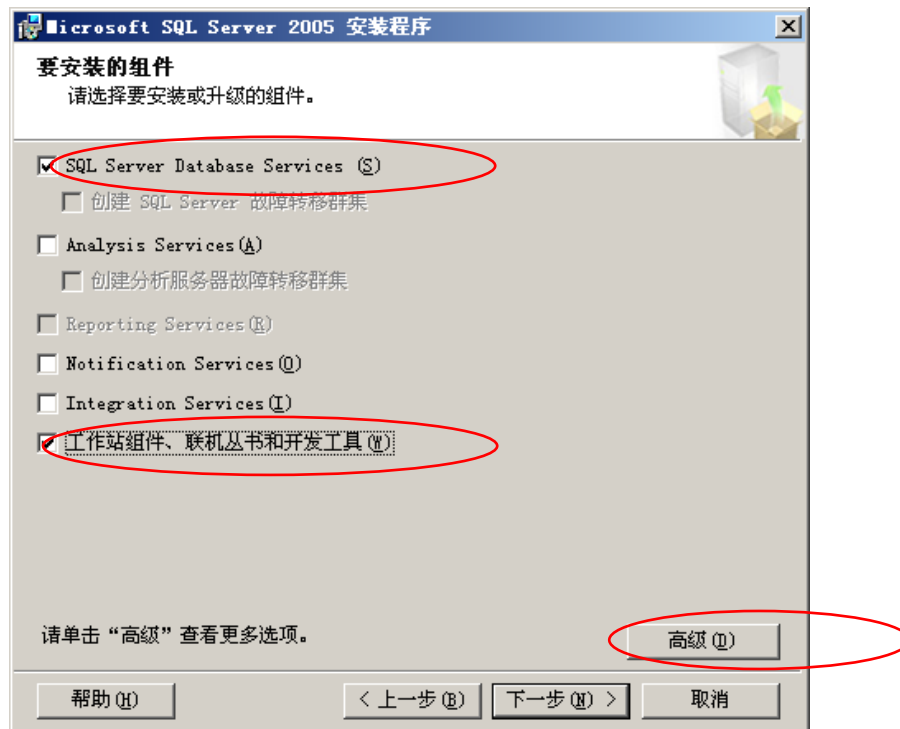 Microsoft SQL Server 2005 安装程序
要安装的组件
请选择要安装或升级的组件。
SQL Server Database Services (S)
创建 SQL Server 故障转移群集
Analysis Services(A)
创建分析服务器故障转移群集
Reporting Services(R)
Notification Services(O)
Integration Services(I)
工作站组件、联机丛书和开发工具(W)
请单击“高级”查看更多选项。
高级(D)
帮助(H)
< 上一步(B)
下一步(N) >
取消